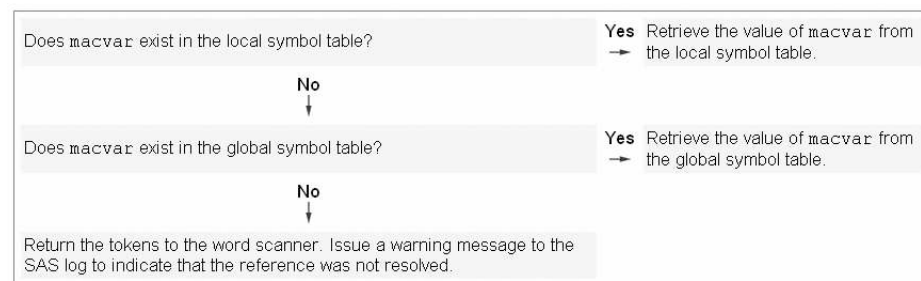 Does macvar exist in the local symbol table?
Yes Retrieve the value of macvar from
→ the local symbol table.
No
↓
Does macvar exist in the global symbol table?
Yes Retrieve the value of macvar from
→ the global symbol table.
No
↓
Return the tokens to the word scanner. Issue a warning message to the
SAS log to indicate that the reference was not resolved.